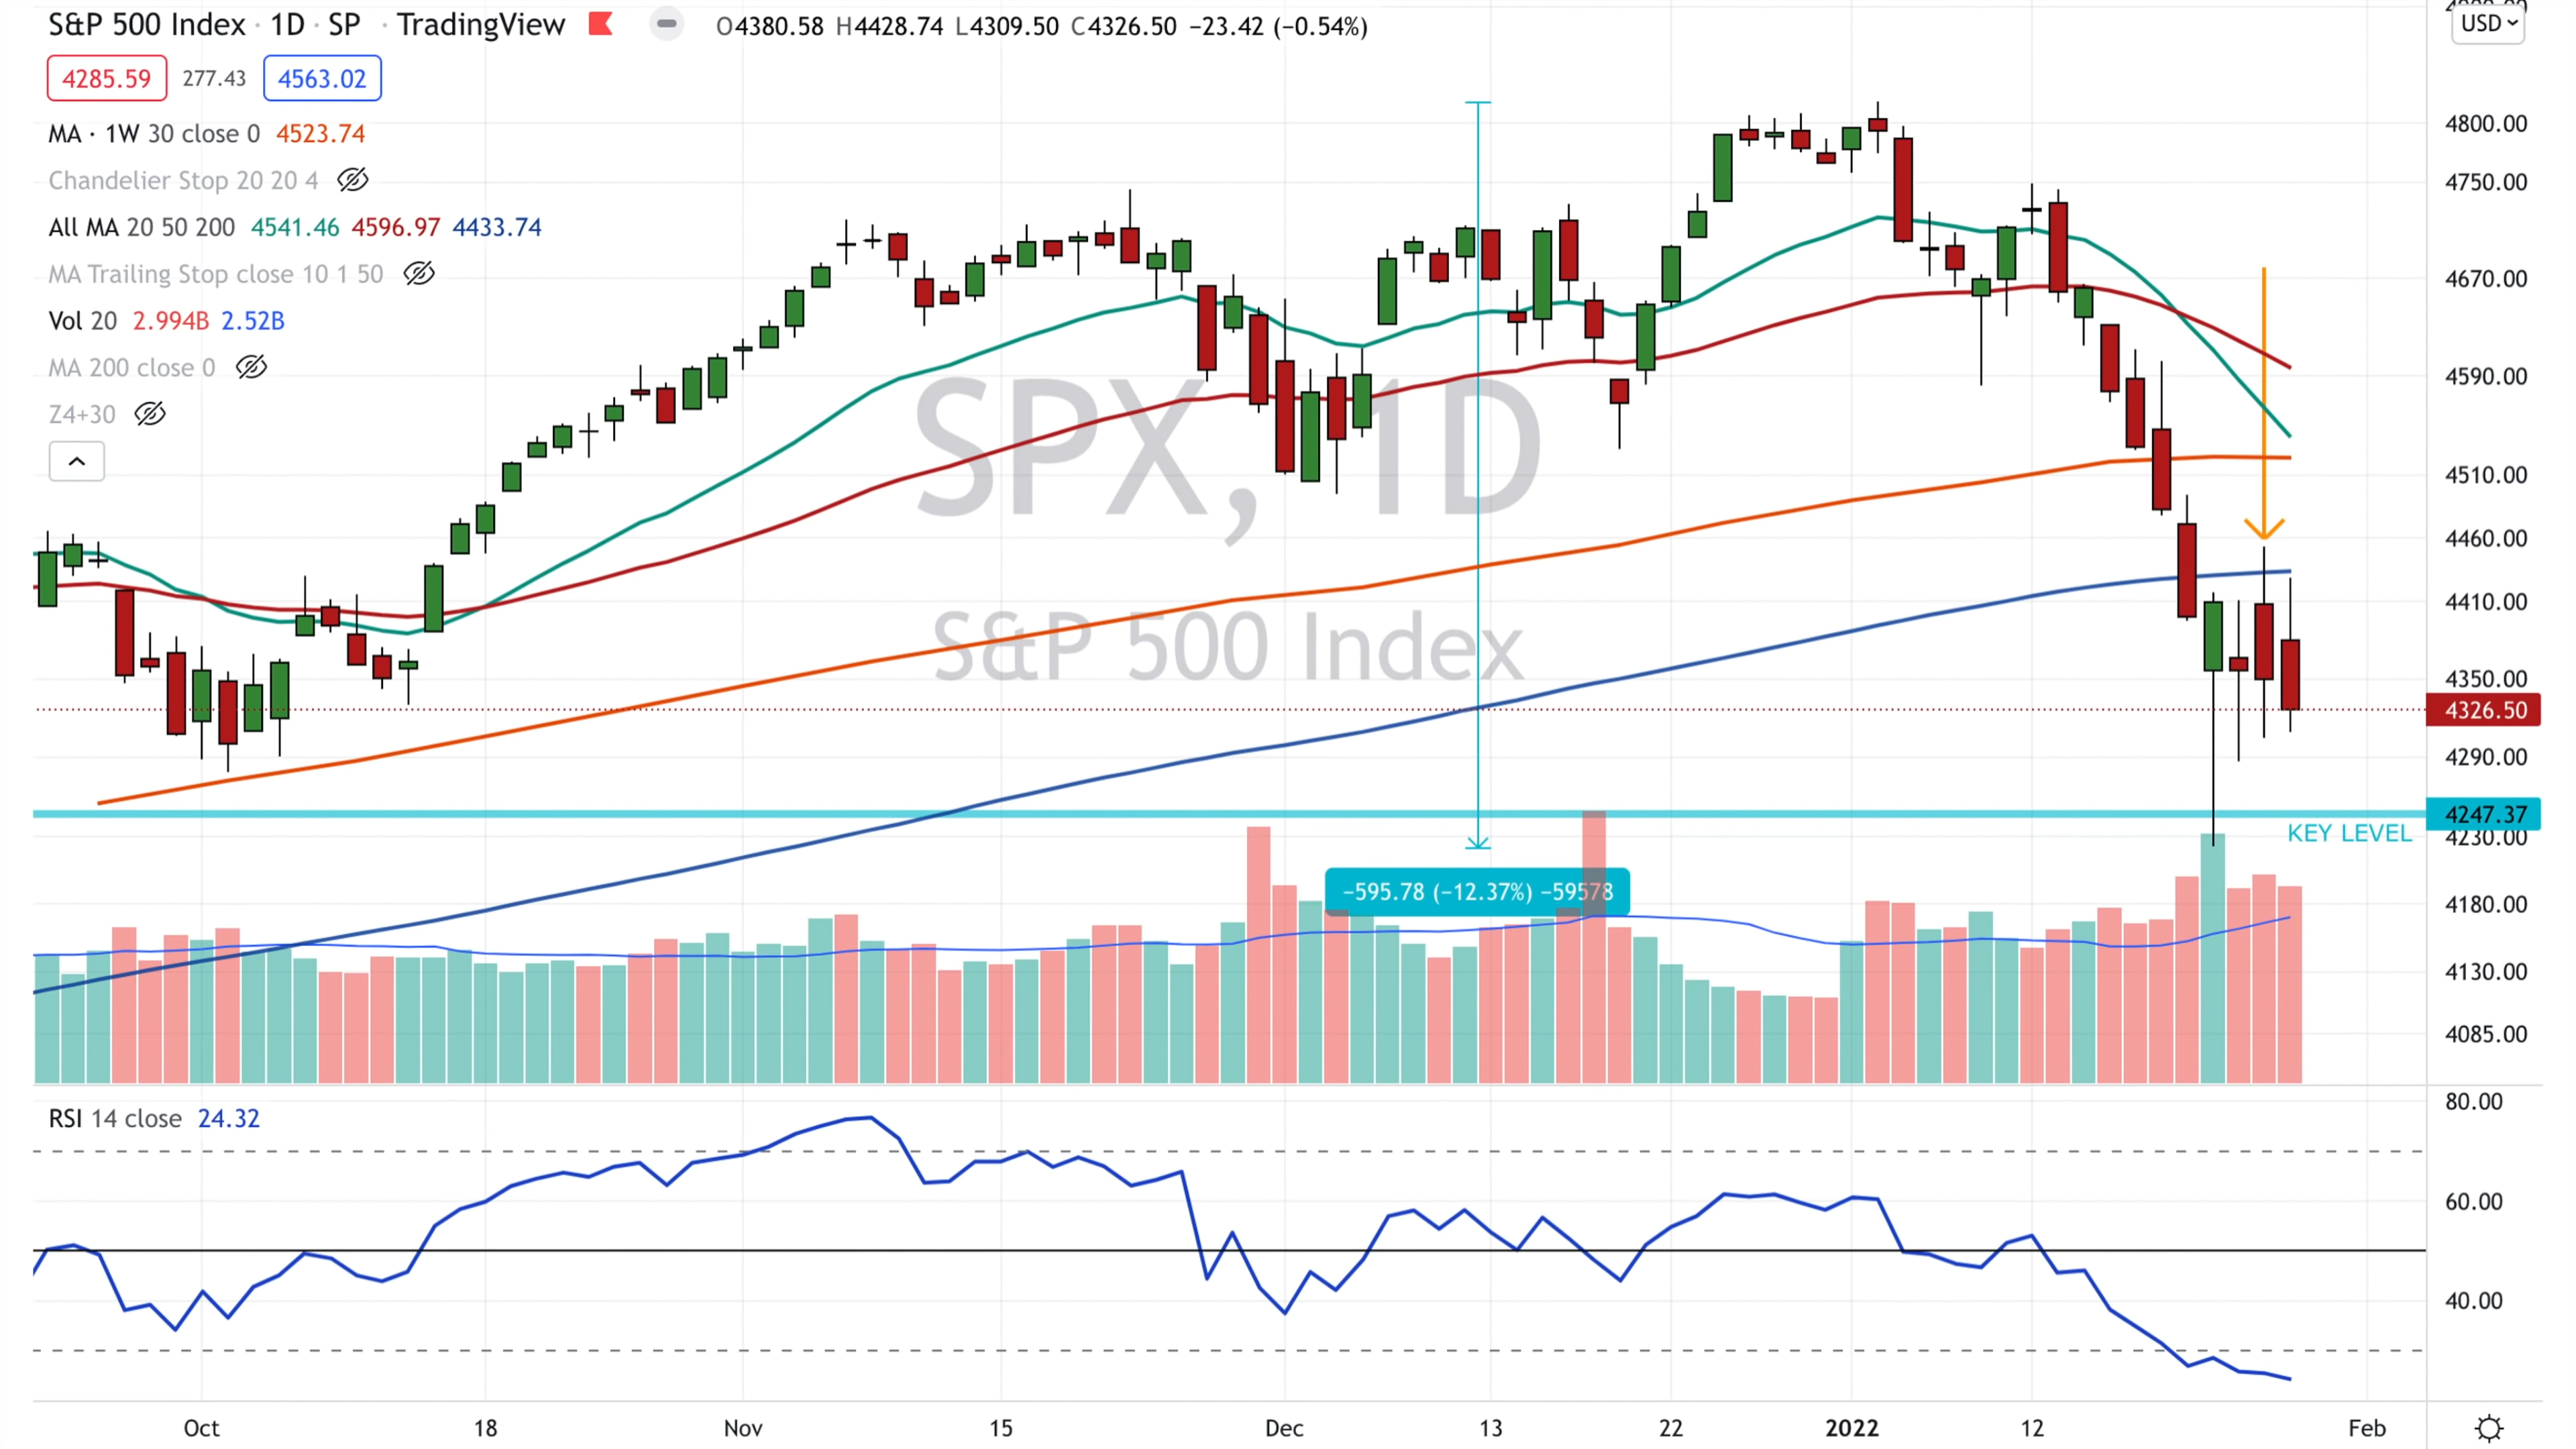 S&P 500 Index · 1D · SP · TradingView O4380.58 H4428.74 L4309.50 C4326.50 −23.42 (−0.54%)
USD
4285.59 277.43 4563.02
MA · 1W 30 close 0 4523.74
Chandelier Stop 20 20 4
All MA 20 50 200 4541.46 4596.97 4433.74
MA Trailing Stop close 10 1 50
Vol 20 2.994B 2.52B
MA 200 close 0
Z4+30
SPX, 1D
S&P 500 Index
4800.00
4750.00
4670.00
4590.00
4510.00
4460.00
4410.00
4350.00
4326.50
4290.00
4247.37
4230.00
KEY LEVEL
−595.78 (−12.37%) −59578
4180.00
4130.00
4085.00
RSI 14 close 24.32
80.00
60.00
40.00
Oct 18 Nov 15 Dec 13 22 2022 12 Feb